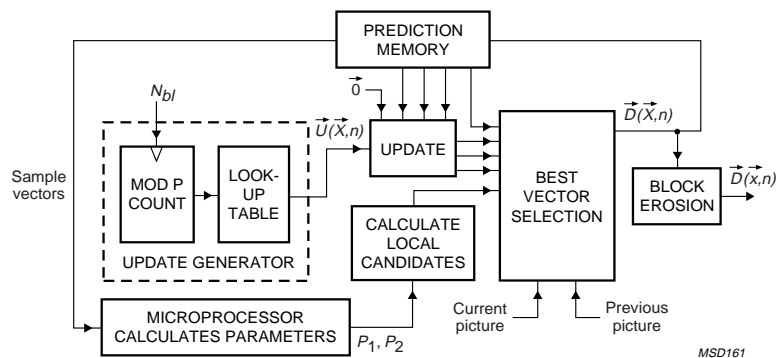 PREDICTION
MEMORY
N_bl
→0
→U(→X,n)
→D(→X,n)
UPDATE
Sample
vectors
MOD P
COUNT
LOOK-
UP
TABLE
BEST
VECTOR
SELECTION
BLOCK
EROSION
→D(x,n)
CALCULATE
LOCAL
CANDIDATES
UPDATE GENERATOR
MICROPROCESSOR
CALCULATES PARAMETERS
P1, P2
Current
picture
Previous
picture
MSD161